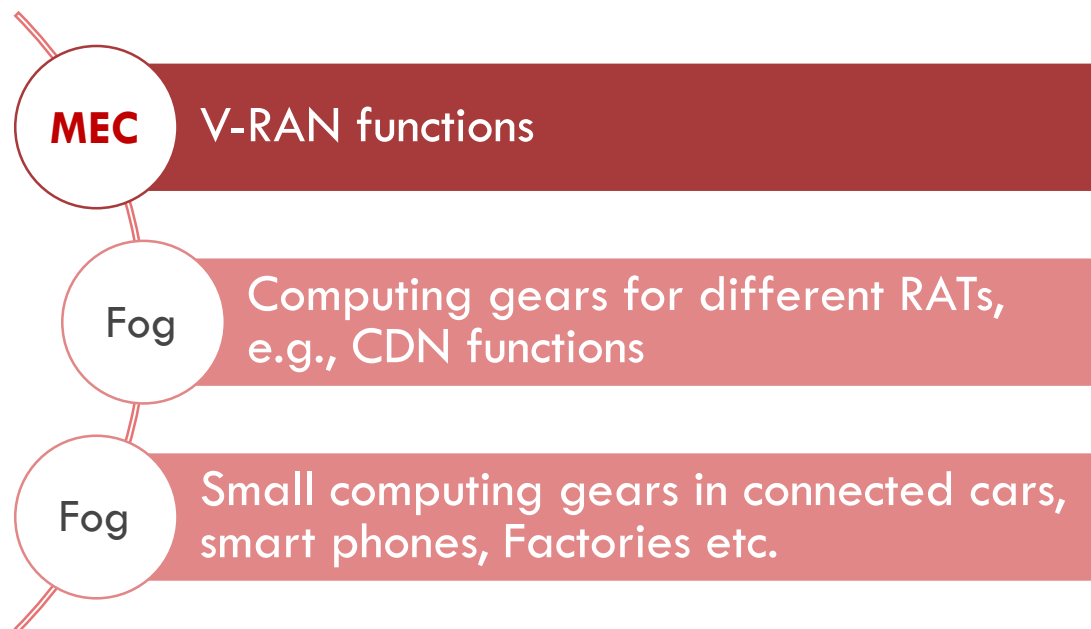 MEC
V-RAN functions
Fog
Computing gears for different RATs,
e.g., CDN functions
Fog
Small computing gears in connected cars,
smart phones, Factories etc.